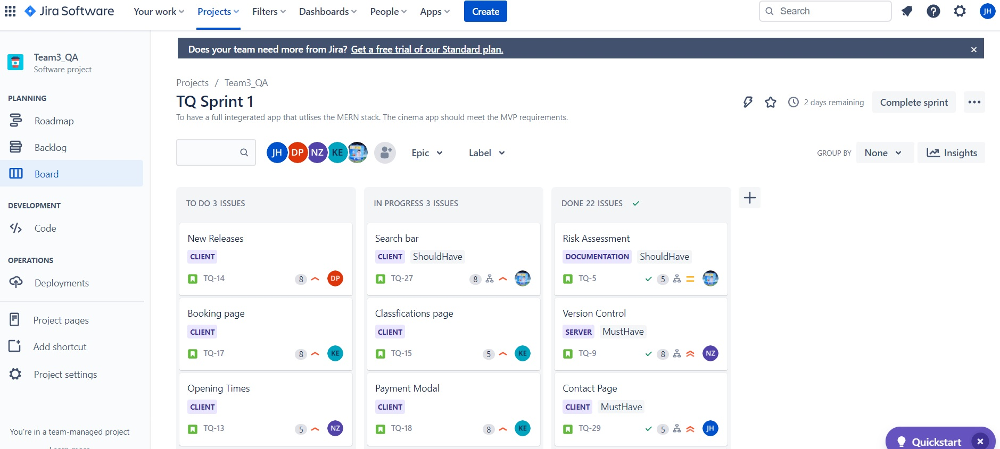 Jira Software Your work Projects Filters Dashboards People Apps Create Search JH
Does your team need more from Jira? Get a free trial of our Standard plan.
Team3_QA
Software project
PLANNING
Roadmap
Backlog
Board
DEVELOPMENT
Code
OPERATIONS
Deployments
Project pages
Add shortcut
Project settings
You're in a team-managed project
Learn more
Projects / Team3_QA
TQ Sprint 1
2 days remaining Complete sprint
To have a full integerated app that utlises the MERN stack. The cinema app should meet the MVP requirements.
JH DP NZ KE Epic Label GROUP BY None Insights
TO DO 3 ISSUES
New Releases
CLIENT
TQ-14 8 DP
Booking page
CLIENT
TQ-17 8 KE
Opening Times
CLIENT
TQ-13 5 NZ
IN PROGRESS 3 ISSUES
Search bar
CLIENT ShouldHave
TQ-27 8
Classfications page
CLIENT
TQ-15 5 KE
Payment Modal
CLIENT
TQ-18 8 KE
DONE 22 ISSUES
Risk Assessment
DOCUMENTATION ShouldHave
TQ-5 5
Version Control
SERVER MustHave
TQ-9 8 NZ
Contact Page
CLIENT MustHave
TQ-29 5 JH
Quickstart